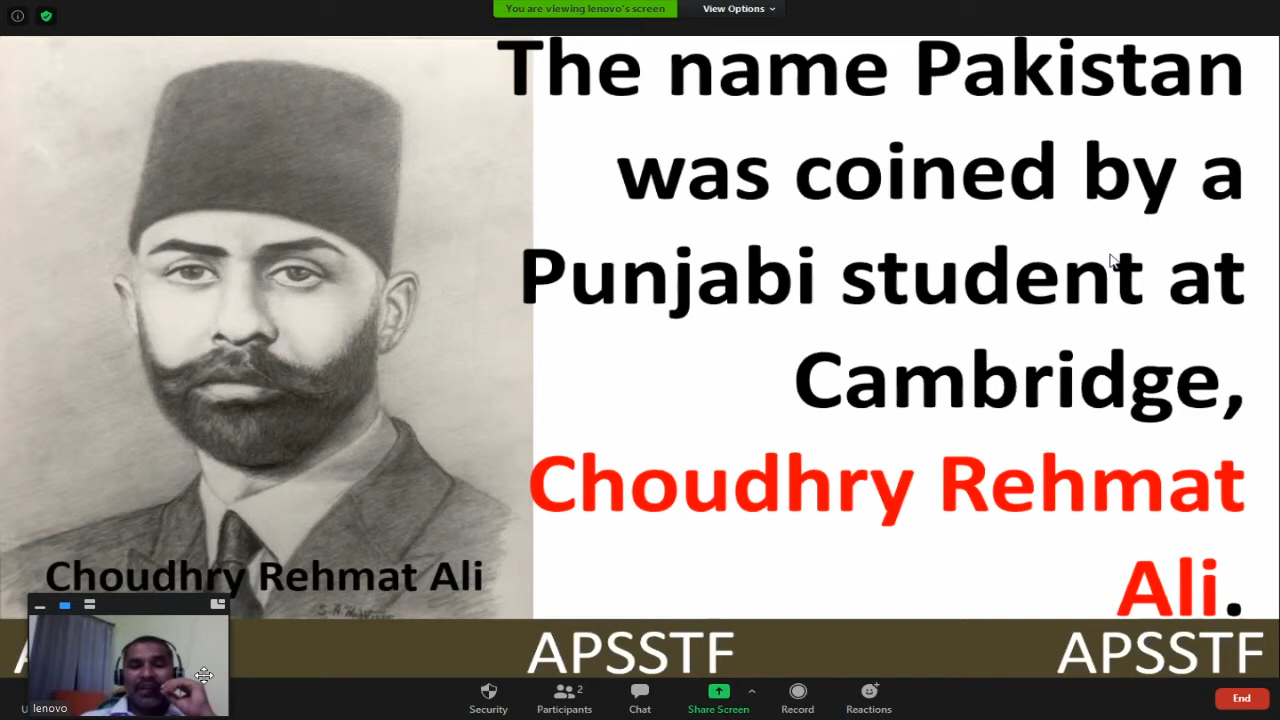 You are viewing lenovo's screen
View Options
The name Pakistan
was coined by a
Punjabi student at
Cambridge,
Choudhry Rehmat
Ali.
Choudhry Rehmat Ali
APSSTF
APSSTF
lenovo
Security
Participants
2
Chat
Share Screen
Record
Reactions
End